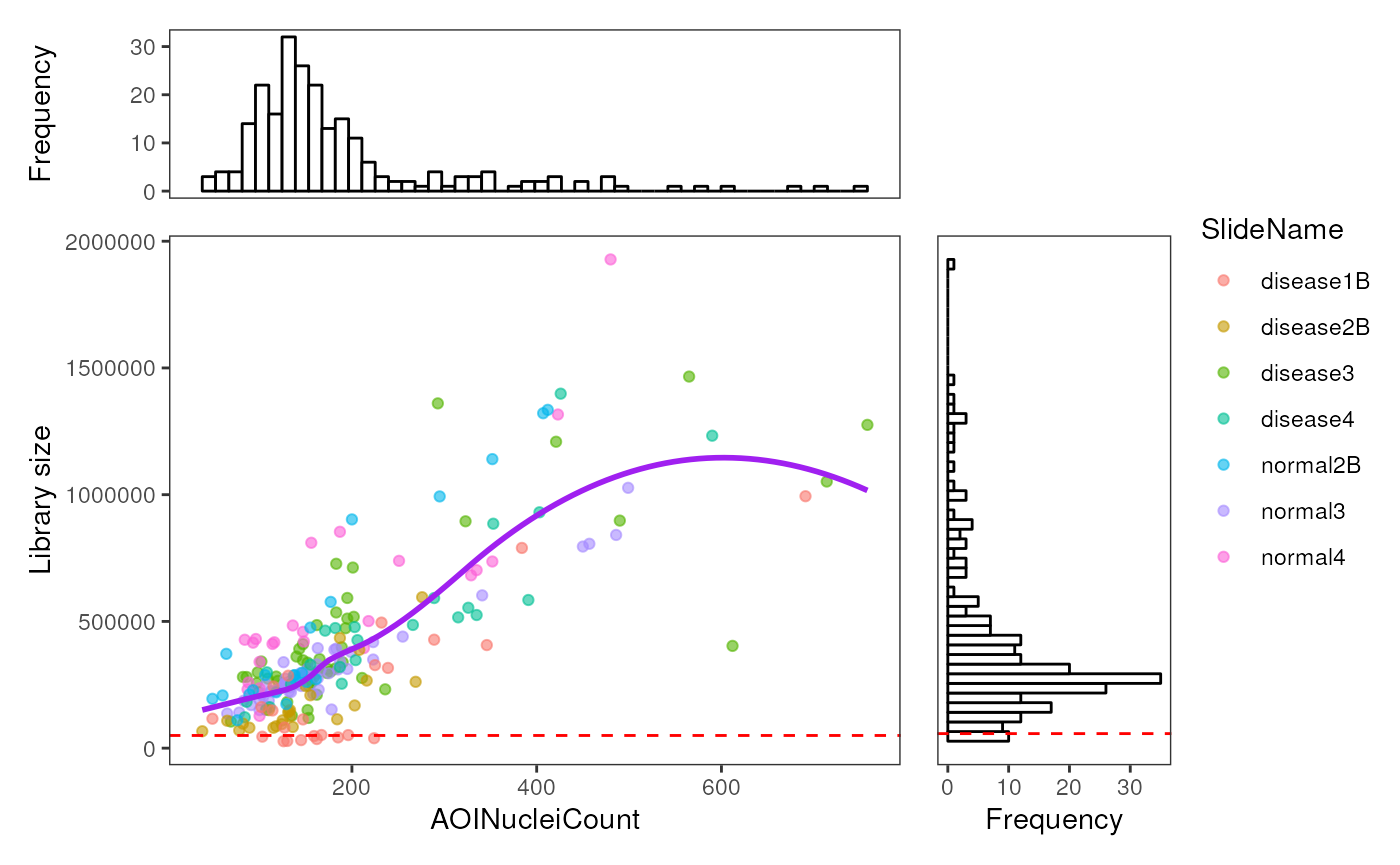 Frequency
30
20
10
0
2000000
1500000
1000000
500000
0
Library size
200
400
600
AOINucleiCount
0
10
20
30
Frequency
SlideName
disease1B
disease2B
disease3
disease4
normal2B
normal3
normal4